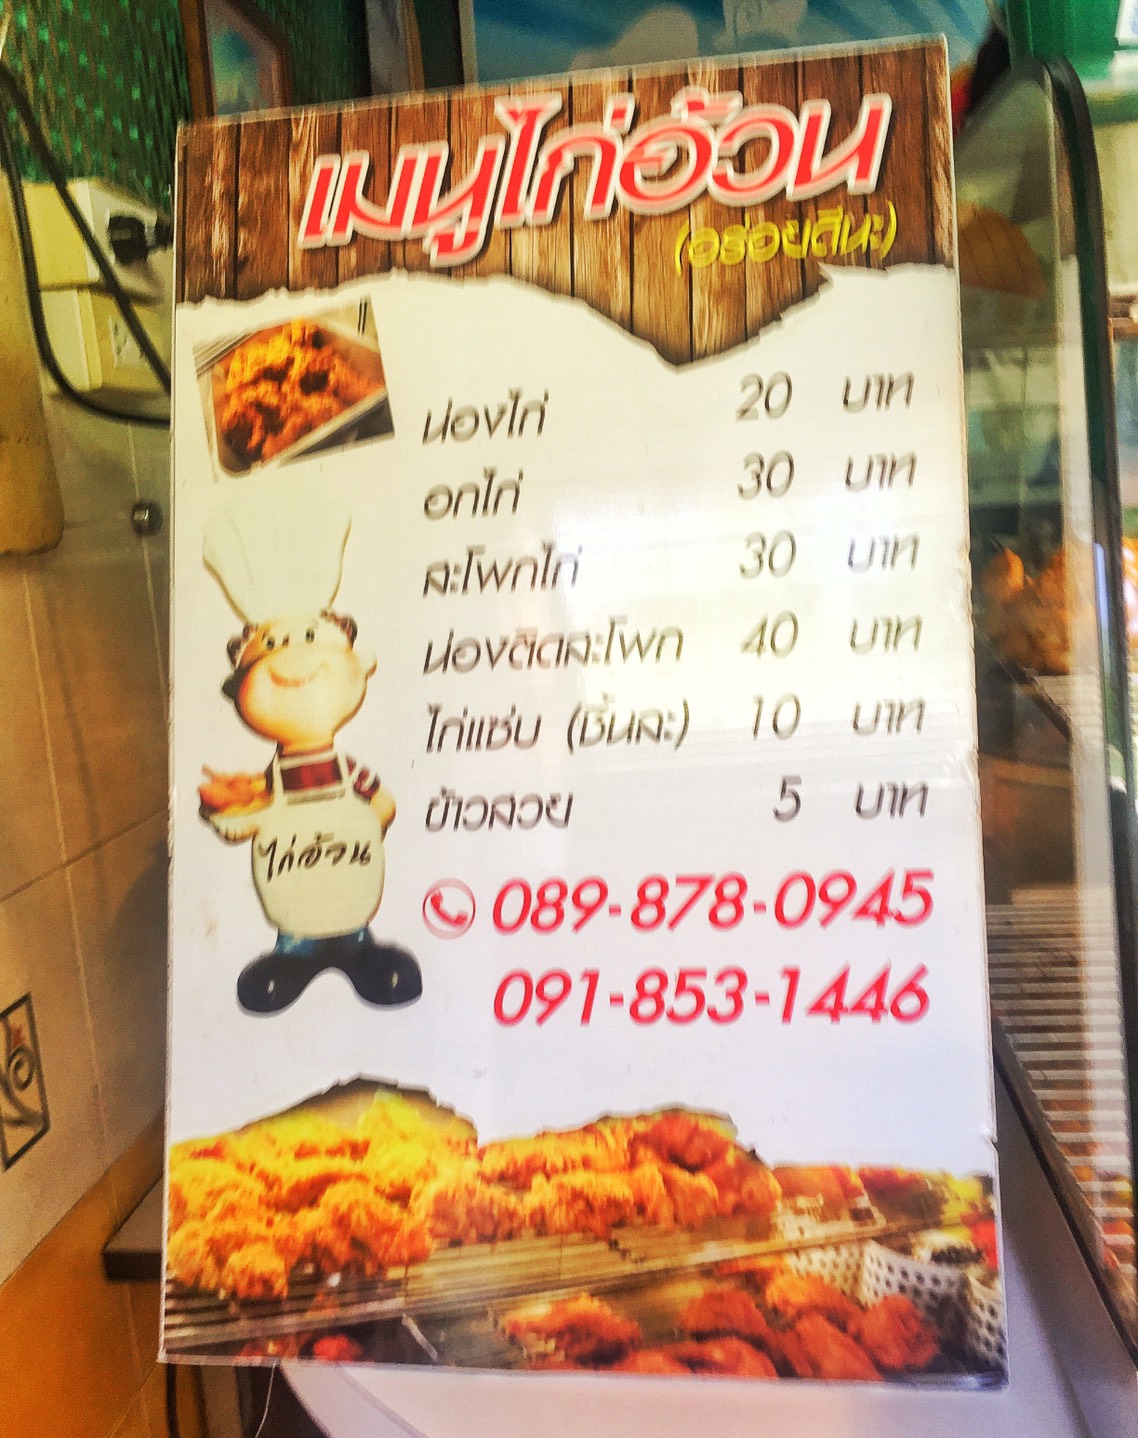 เมนูไก่อ้วน
(อร่อยสีนะ)
น่องไก่ 20 บาท
อกไก่ 30 บาท
สะโพกไก่ 30 บาท
น่องติดสะโพก 40 บาท
ไก่แซ่บ (ชิ้นละ) 10 บาท
ข้าวสวย 5 บาท
ไก่อ้วน
089-878-0945
091-853-1446